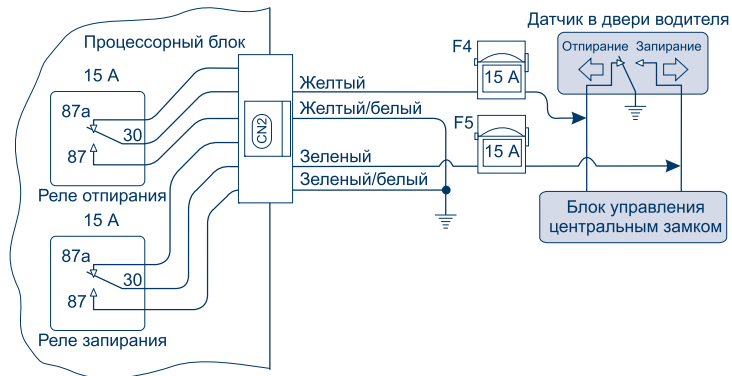 Процессорный блок
15 А
87а
30
87
Реле отпирания
15 А
87а
30
87
Реле запирания
CN2
Желтый
Желтый/белый
Зеленый
Зеленый/белый
F4
15 А
F5
15 А
Датчик в двери водителя
Отпирание Запирание
Блок управления
центральным замком